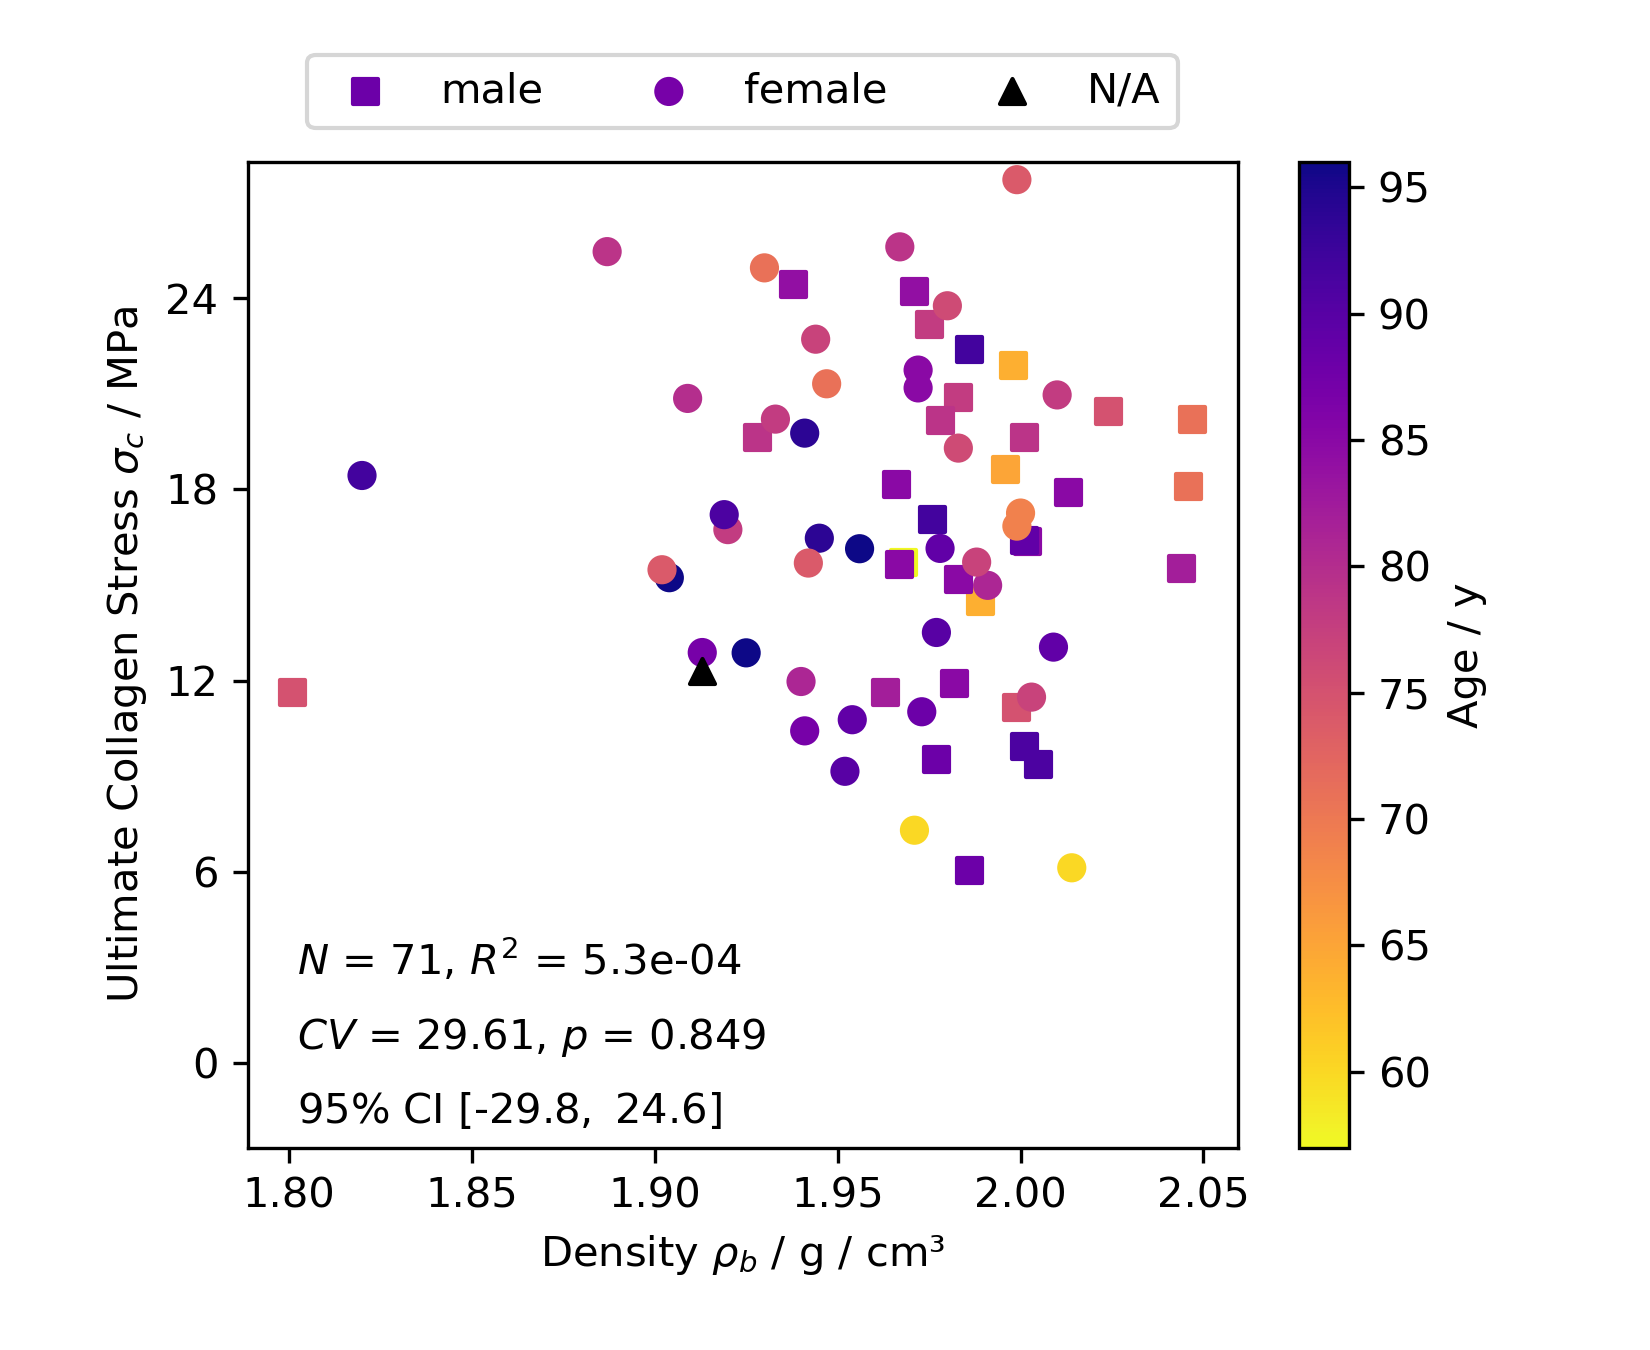 male female N/A
24
18
12
6
0
Ultimate Collagen Stress σc / MPa
N = 71, R² = 5.3e-04
CV = 29.61, p = 0.849
95% CI [-29.8, 24.6]
1.80 1.85 1.90 1.95 2.00 2.05
Density ρb / g / cm³
95
90
85
80
75
70
65
60
Age / y